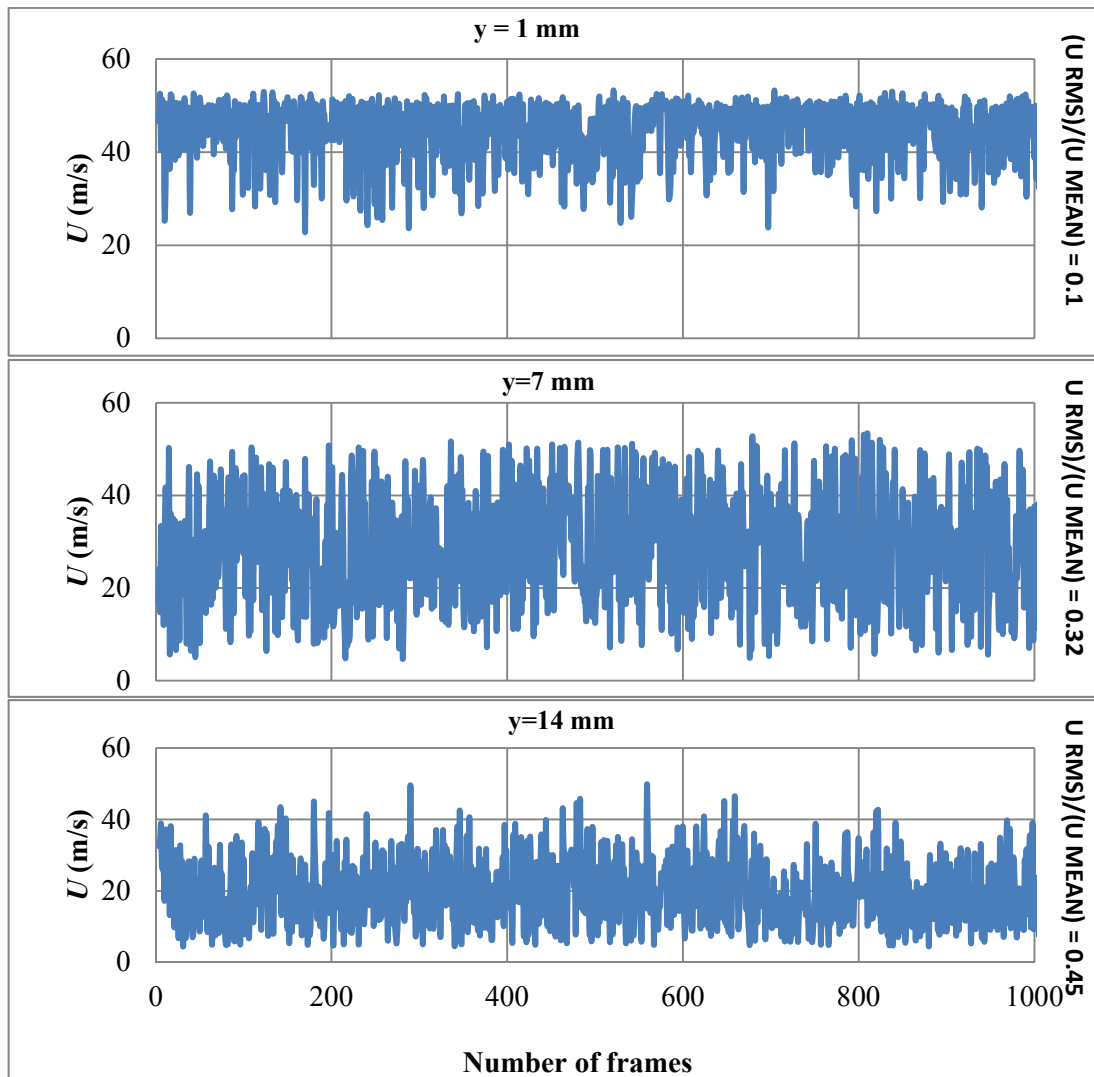 y = 1 mm
60
40
20
0
U (m/s)
(U RMS)/(U MEAN) = 0.1
y=7 mm
60
40
20
0
U (m/s)
U RMS)/(U MEAN) = 0.32
y=14 mm
60
40
20
0
U (m/s)
U RMS)/(U MEAN) = 0.45
0 200 400 600 800 1000
Number of frames